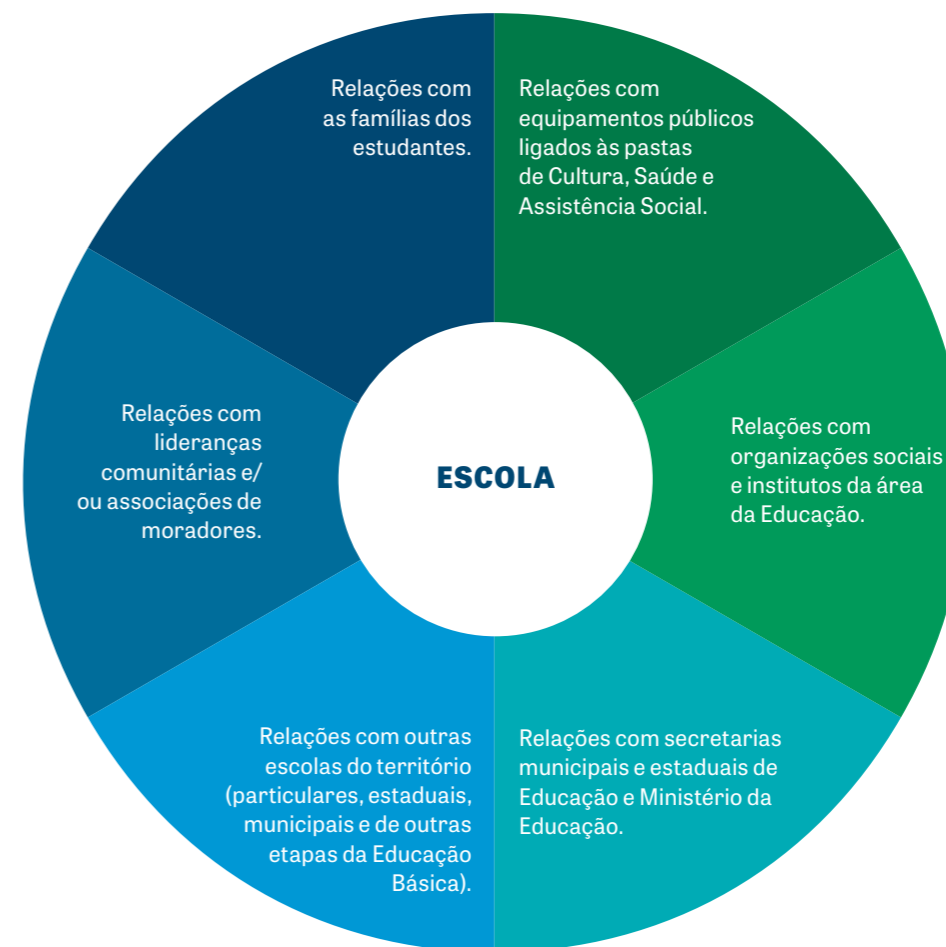 Relações com
as famílias dos
estudantes.
Relações com
equipamentos públicos
ligados às pastas
de Cultura, Saúde e
Assistência Social.
Relações com
lideranças
comunitárias e/
ou associações de
moradores.
ESCOLA
Relações com
organizações sociais
e institutos da área
da Educação.
Relações com outras
escolas do território
(particulares, estaduais,
municipais e de outras
etapas da Educação
Básica).
Relações com secretarias
municipais e estaduais de
Educação e Ministério da
Educação.